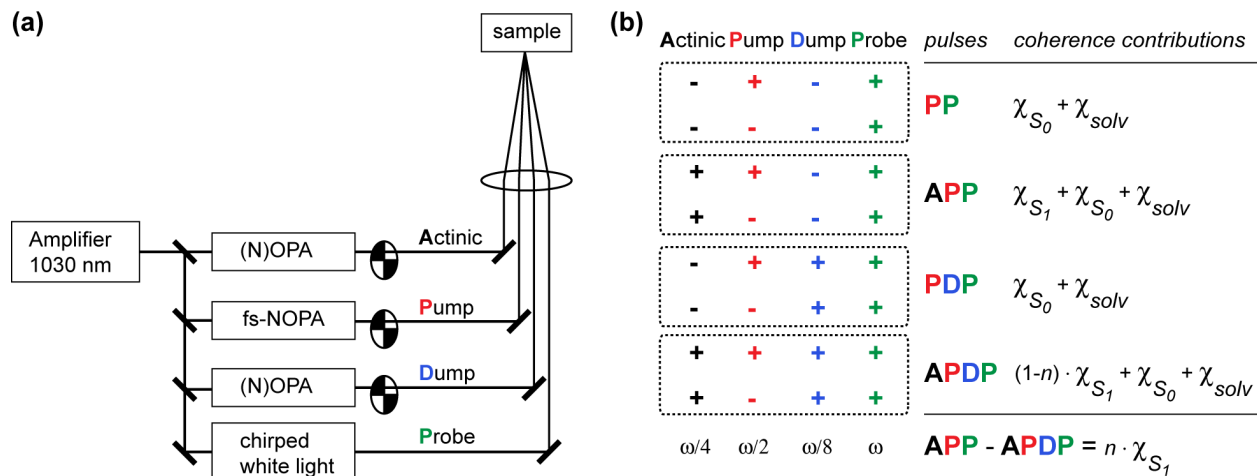 (a)
sample
Amplifier
1030 nm
(N)OPA
Actinic
fs-NOPA
Pump
(N)OPA
Dump
chirped
white light
Probe
(b)
Actinic Pump Dump Probe pulses coherence contributions
- + - +
PP χS0 + χsolv
- - - +
+ + - +
APP χS1 + χS0 + χsolv
+ - - +
- + + +
PDP χS0 + χsolv
- - + +
+ + + +
APDP (1-n) · χS1 + χS0 + χsolv
+ - + +
ω/4 ω/2 ω/8 ω APP - APDP = n · χS1